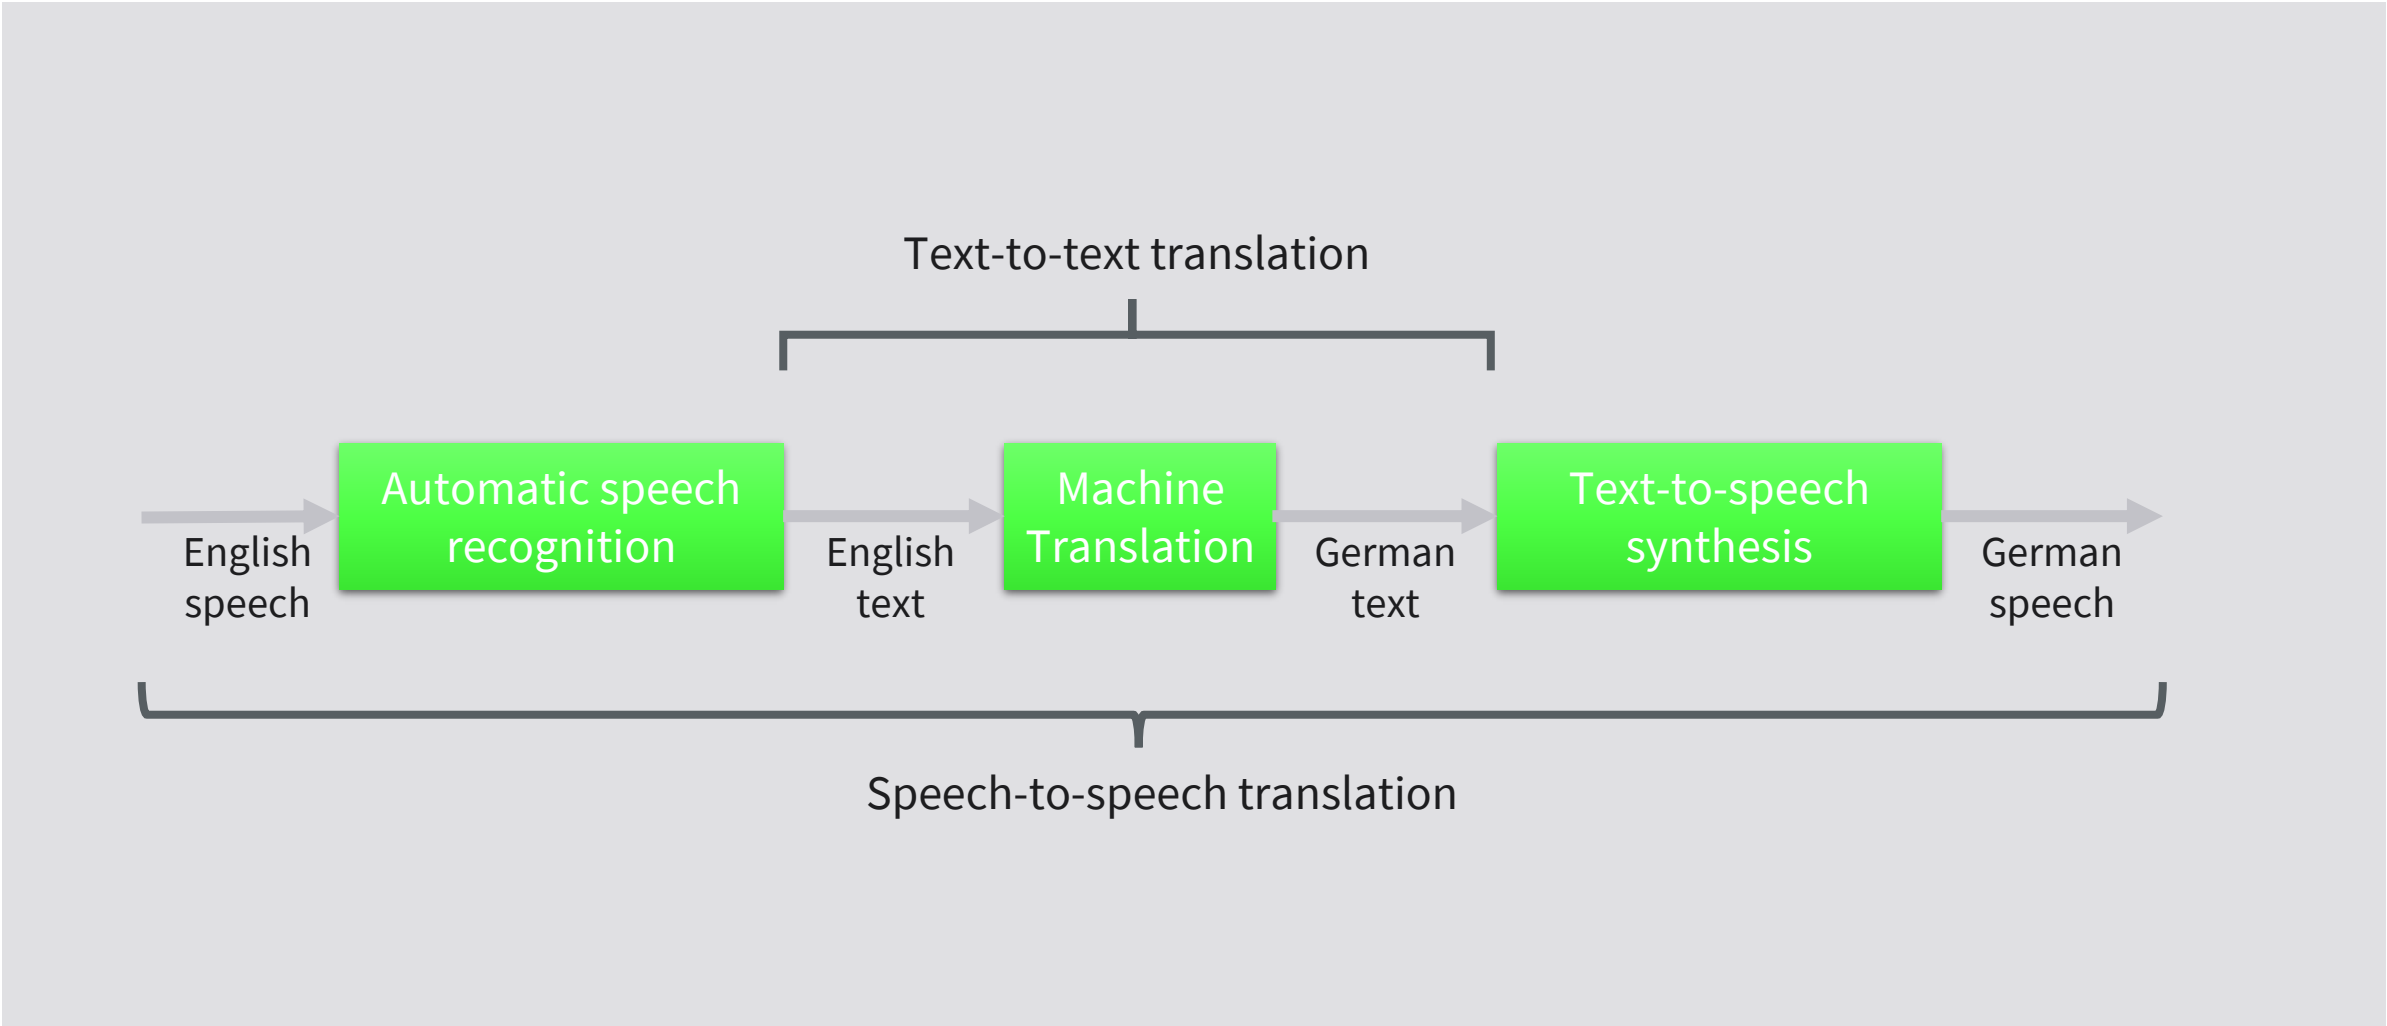 Text-to-text translation
Automatic speech
recognition
Machine
Translation
Text-to-speech
synthesis
English
speech
English
text
German
text
German
speech
Speech-to-speech translation